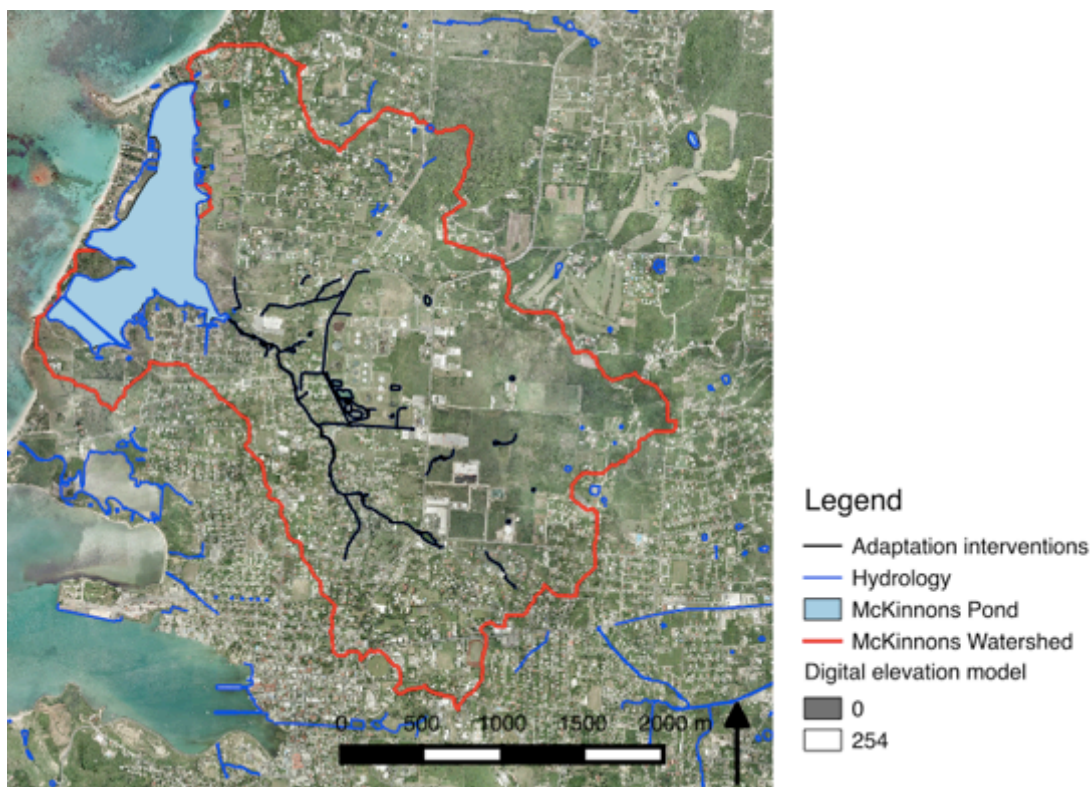 Legend
Adaptation interventions
Hydrology
McKinnons Pond
McKinnons Watershed
Digital elevation model
0
254
0 500 1000 1500 2000 m